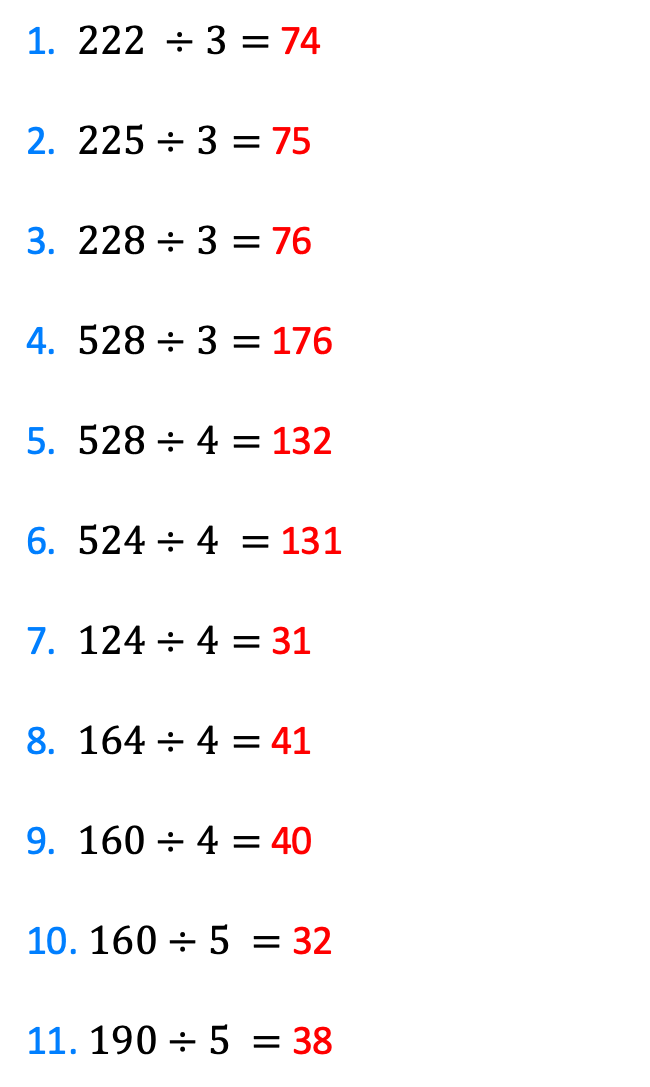 1. 222 ÷ 3 = 74
2. 225 ÷ 3 = 75
3. 228 ÷ 3 = 76
4. 528 ÷ 3 = 176
5. 528 ÷ 4 = 132
6. 524 ÷ 4 = 131
7. 124 ÷ 4 = 31
8. 164 ÷ 4 = 41
9. 160 ÷ 4 = 40
10. 160 ÷ 5 = 32
11. 190 ÷ 5 = 38